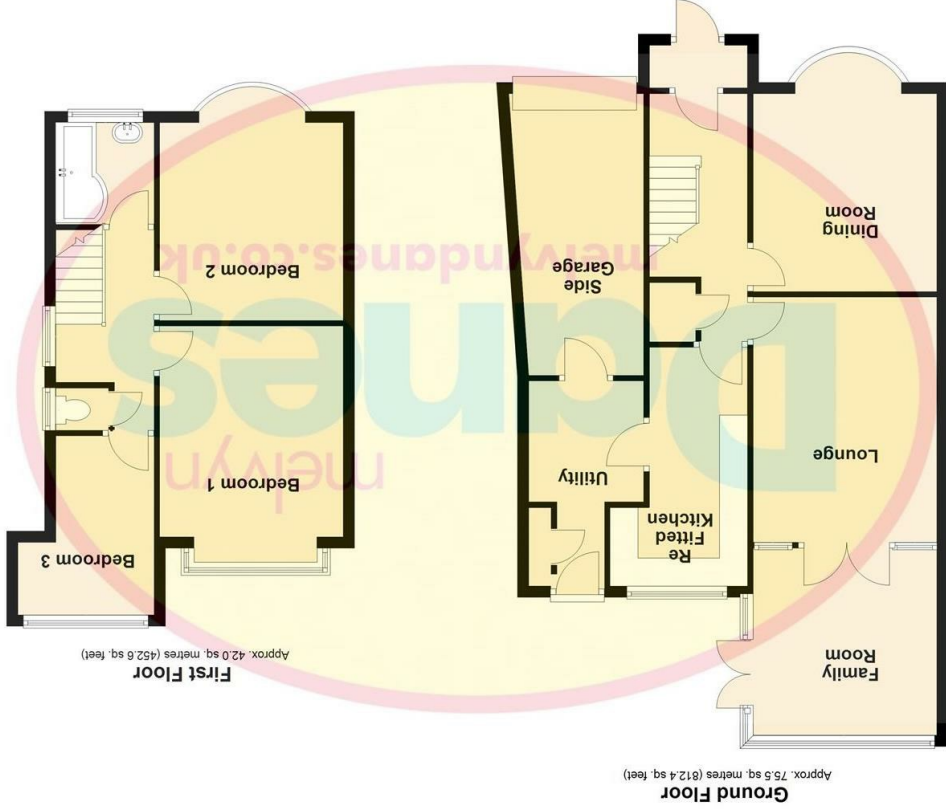 Ground Floor
Approx. 75.5 sq. metres (812.4 sq. feet)
Family
Room
Lounge
Dining
Room
Re
Fitted
Kitchen
Utility
Side
Garage
First Floor
Approx. 42.0 sq. metres (452.6 sq. feet)
Bedroom 3
Bedroom 1
Bedroom 2
melvyn
Danes
melvyndanes.co.uk